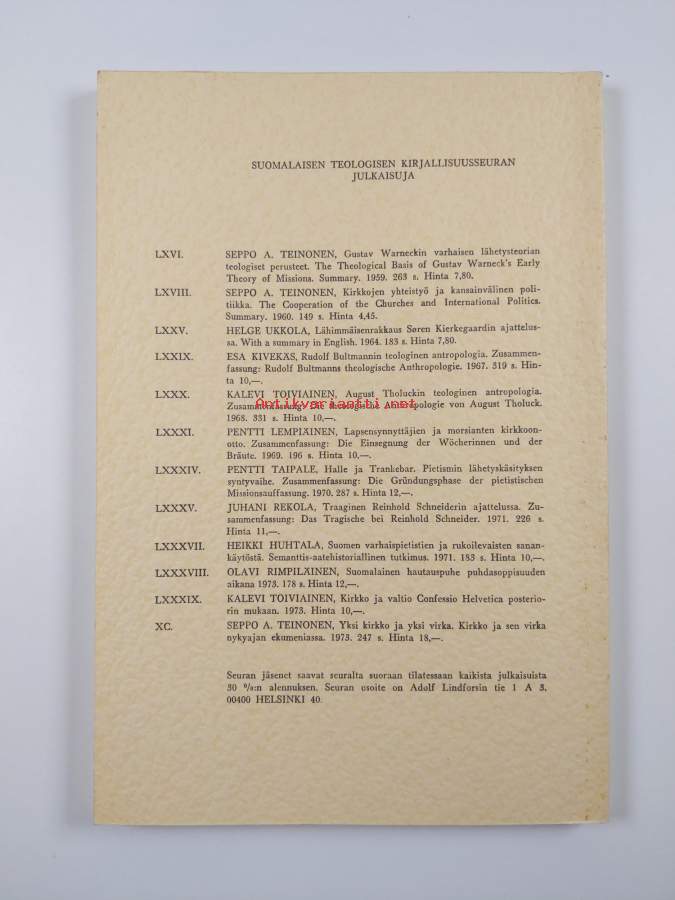 SUOMALAISEN TEOLOGISEN KIRJALLISUUSSEURAN
JULKAISUJA
LXVI. SEPPO A. TEINONEN, Gustav Warneckin varhaisen lähetysteorian
teologiset perusteet. The Theological Basis of Gustav Warneck's Early
Theory of Missions. Summary. 1959. 263 s. Hinta 7,80.
LXVIII. SEPPO A. TEINONEN, Kirkkojen yhteistyö ja kansainvälinen poli-
tiikka. The Cooperation of the Churches and International Politics.
Summary. 1960. 149 s. Hinta 4,45.
LXXV. HELGE UKKOLA, Lähimmäisenrakkaus Søren Kierkegaardin ajattelus-
sa. With a summary in English. 1964. 183 s. Hinta 7,80.
LXXIX. ESA KIVEKÄS, Rudolf Bultmannin teologinen antropologia. Zusammen-
fassung: Rudolf Bultmanns theologische Anthropologie. 1967. 319 s. Hin-
ta 10,—.
LXXX. KALEVI TOIVIAINEN, August Tholuckin teologinen antropologia.
Antikvariantti.net
Zusammenfassung: Die theologische Anthropologie von August Tholuck.
1968. 331 s. Hinta 10,—.
LXXXI. PENTTI LEMPIÄINEN, Lapsensynnyttäjien ja morsianten kirkkoon-
otto. Zusammenfassung: Die Einsegnung der Wöcherinnen und der
Bräute. 1969. 196 s. Hinta 10,—.
LXXXIV. PENTTI TAIPALE, Halle ja Trankebar. Pietismin lähetyskäsityksen
syntyvaihe. Zusammenfassung: Die Gründungsphase der pietistischen
Missionsauffassung. 1970. 287 s. Hinta 12,—.
LXXXV. JUHANI REKOLA, Traaginen Reinhold Schneiderin ajattelussa. Zu-
sammenfassung: Das Tragische bei Reinhold Schneider. 1971. 226 s.
Hinta 11,—.
LXXXVII. HEIKKI HUHTALA, Suomen varhaispietistien ja rukoilevaisten sanan-
käytöstä. Semanttis-aatehistoriallinen tutkimus. 1971. 183 s. Hinta 10,—.
LXXXVIII. OLAVI RIMPILÄINEN, Suomalainen hautauspuhe puhdasoppisuuden
aikana 1973. 178 s. Hinta 12,—.
LXXXIX. KALEVI TOIVIAINEN, Kirkko ja valtio Confessio Helvetica posterio-
rin mukaan. 1973. Hinta 10,—.
XC. SEPPO A. TEINONEN, Yksi kirkko ja yksi virka. Kirkko ja sen virka
nykyajan ekumeniassa. 1973. 247 s. Hinta 18,—.
Seuran jäsenet saavat seuralta suoraan tilatessaan kaikista julkaisuista
30 %:n alennuksen. Seuran osoite on Adolf Lindforsin tie 1 A 3.
00400 HELSINKI 40